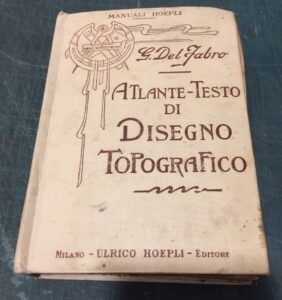 MANUALI HOEPLI
G. Del Fabro
ATLANTE-TESTO
DI
DISEGNO
TOPOGRAFICO
MILANO - ULRICO HOEPLI - EDITORE